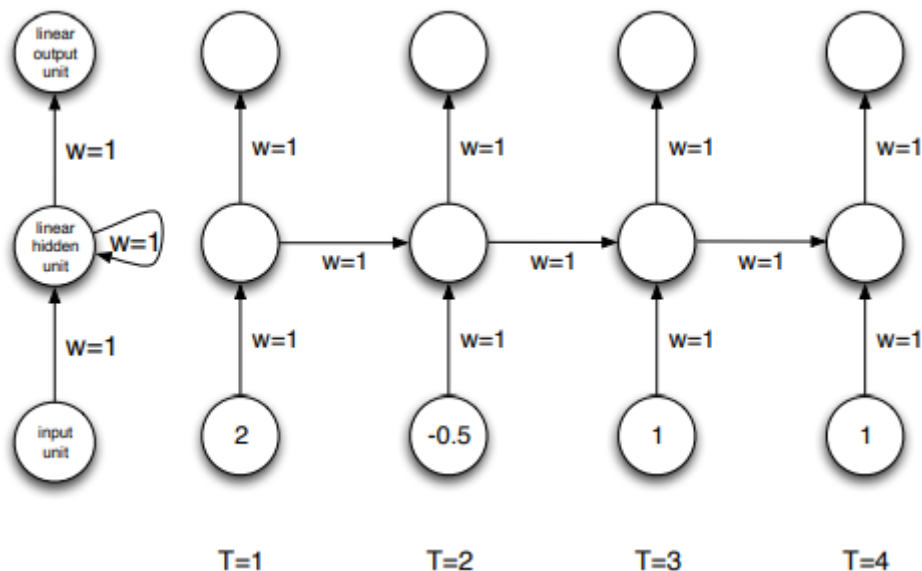 linear
output
unit
w=1 w=1 w=1 w=1 w=1
linear
hidden
unit
w=1
w=1 w=1 w=1
w=1 w=1 w=1 w=1 w=1
input
unit
2 -0.5 1 1
T=1 T=2 T=3 T=4